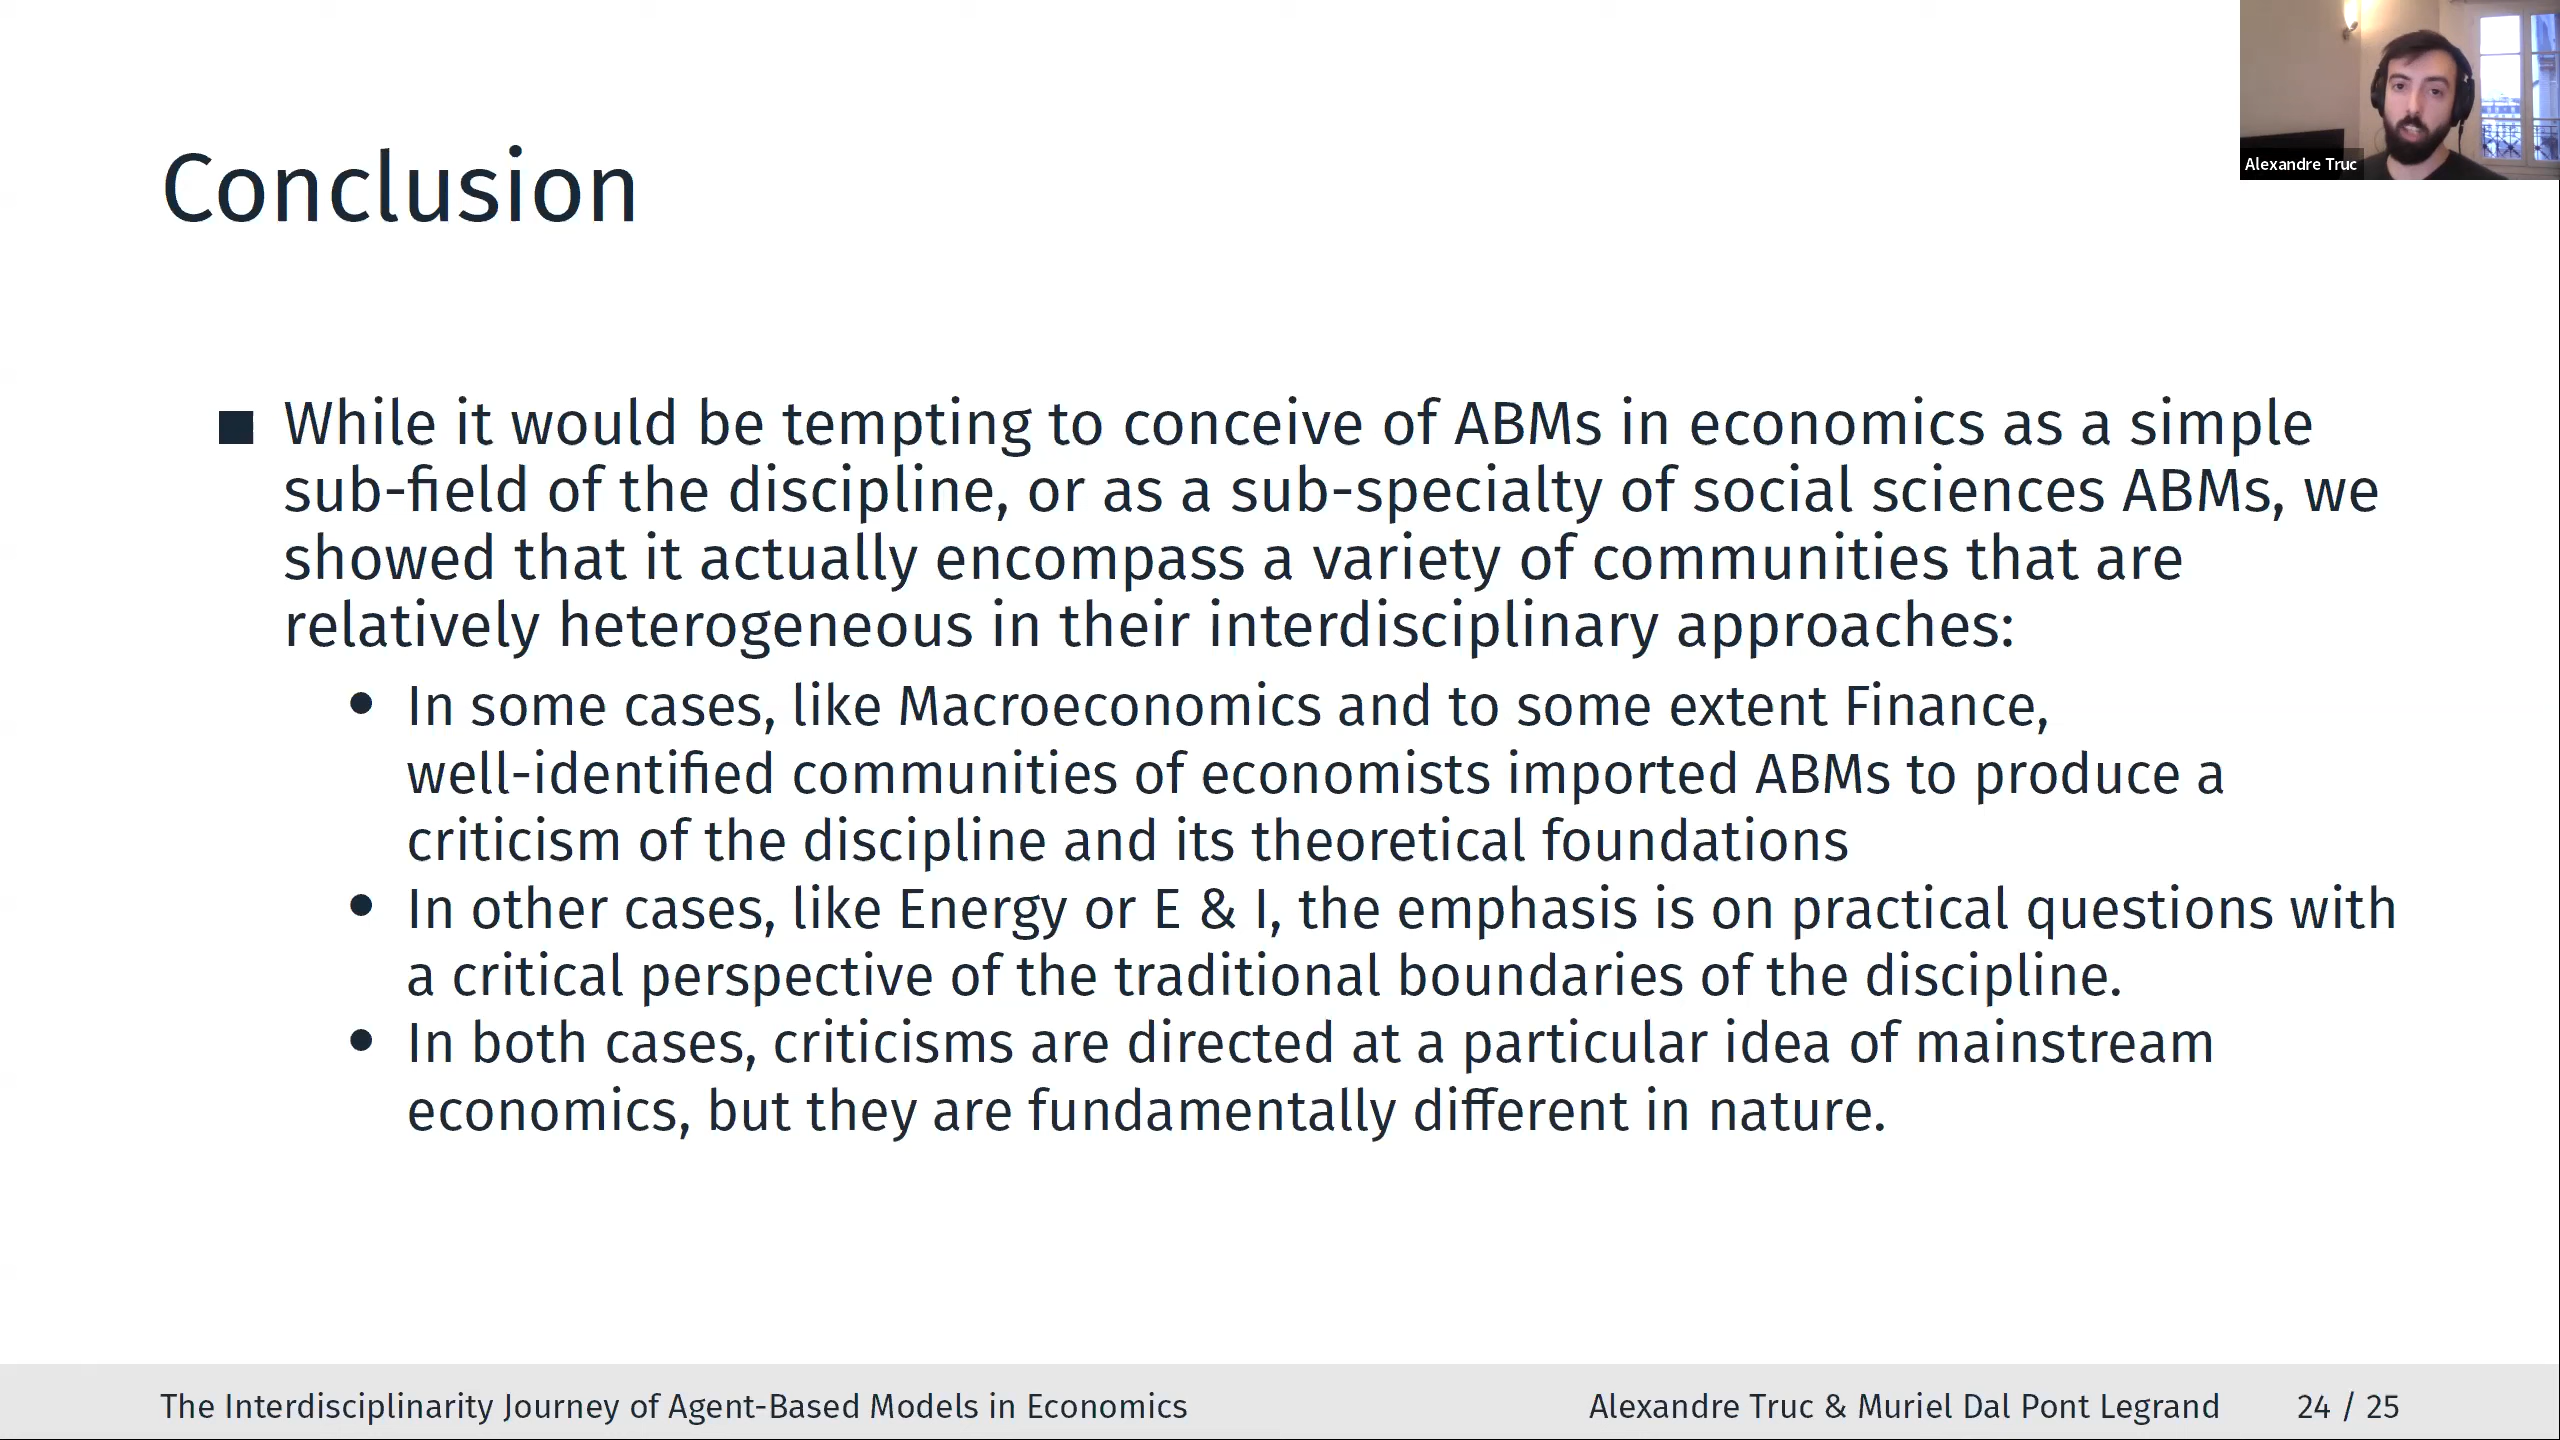 Alexandre Truc
Conclusion
■ While it would be tempting to conceive of ABMs in economics as a simple
sub-field of the discipline, or as a sub-specialty of social sciences ABMs, we
showed that it actually encompass a variety of communities that are
relatively heterogeneous in their interdisciplinary approaches:
• In some cases, like Macroeconomics and to some extent Finance,
well-identified communities of economists imported ABMs to produce a
criticism of the discipline and its theoretical foundations
• In other cases, like Energy or E & I, the emphasis is on practical questions with
a critical perspective of the traditional boundaries of the discipline.
• In both cases, criticisms are directed at a particular idea of mainstream
economics, but they are fundamentally different in nature.
The Interdisciplinarity Journey of Agent-Based Models in Economics
Alexandre Truc & Muriel Dal Pont Legrand
24 / 25